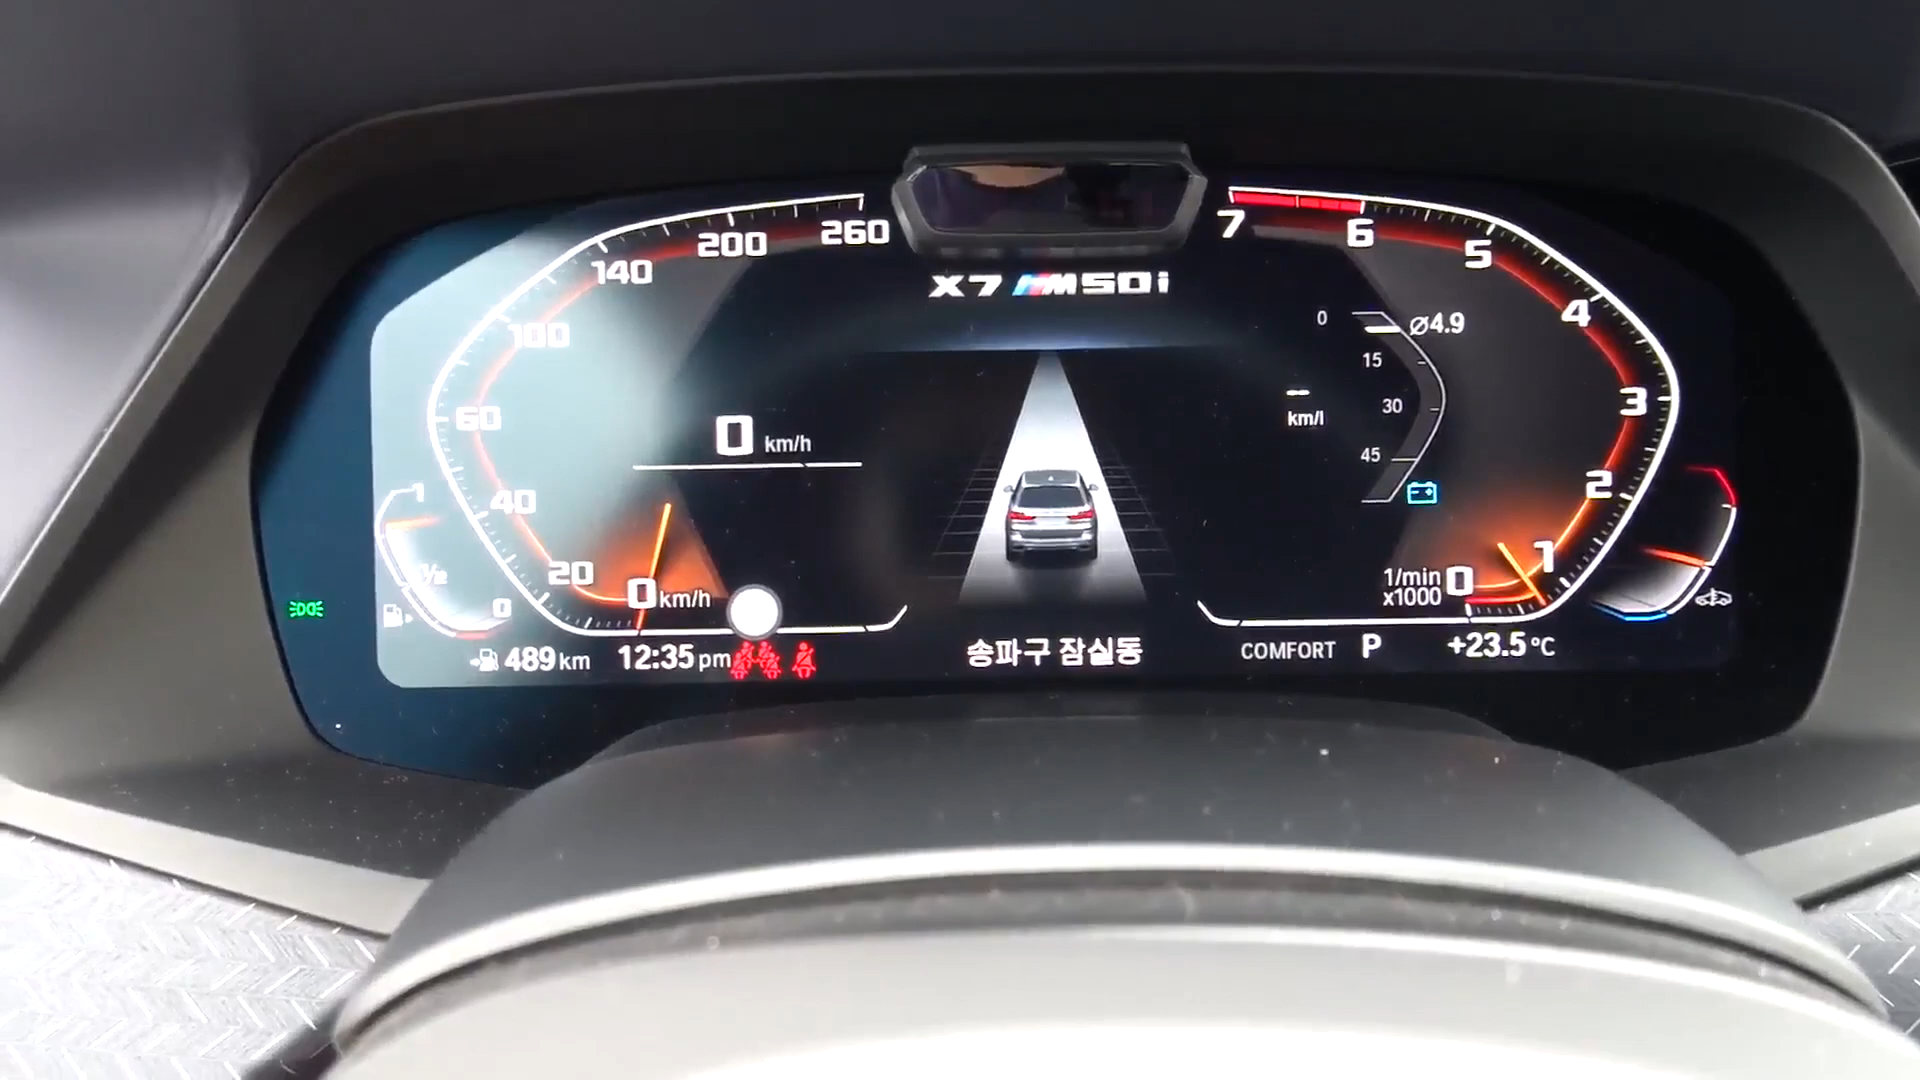 260
200
140
100
60
40
20
0 km/h
0 km/h
1
1/2
0
489 km
12:35 pm
X7 M50i
송파구 잠실동
7
6
5
4
3
2
1
0
1/min
x1000
0
15
30
45
Ø4.9
--
km/l
COMFORT P
+23.5°C